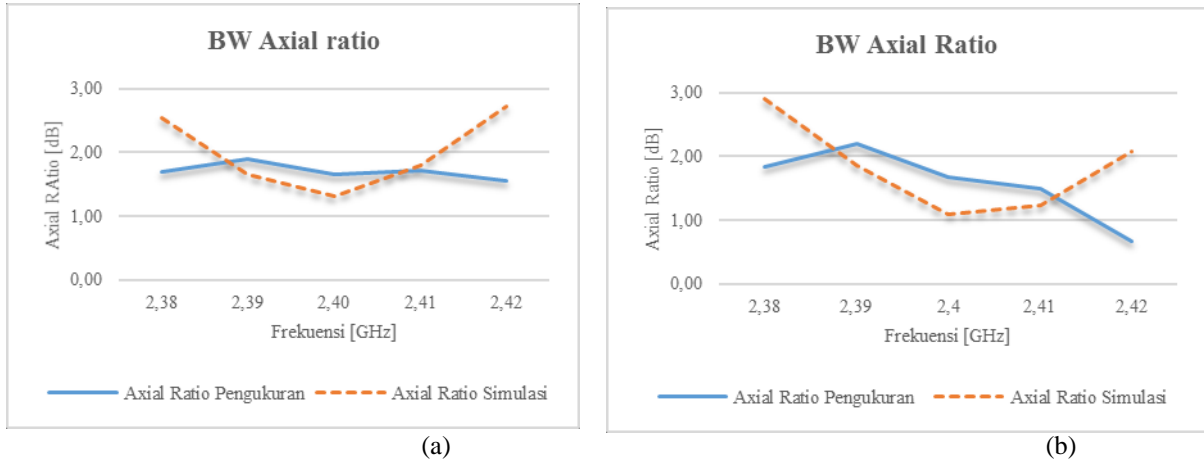 BW Axial ratio
3,00
2,00
1,00
0,00
Axial RAtio [dB]
2,38 2,39 2,40 2,41 2,42
Frekuensi [GHz]
Axial Ratio Pengukuran Axial Ratio Simulasi
(a)
BW Axial Ratio
3,00
2,00
1,00
0,00
Axial Ratio [dB]
2,38 2,39 2,4 2,41 2,42
Frekuensi [GHz]
Axial Ratio Pengukuran Axial Ratio Simulasi
(b)